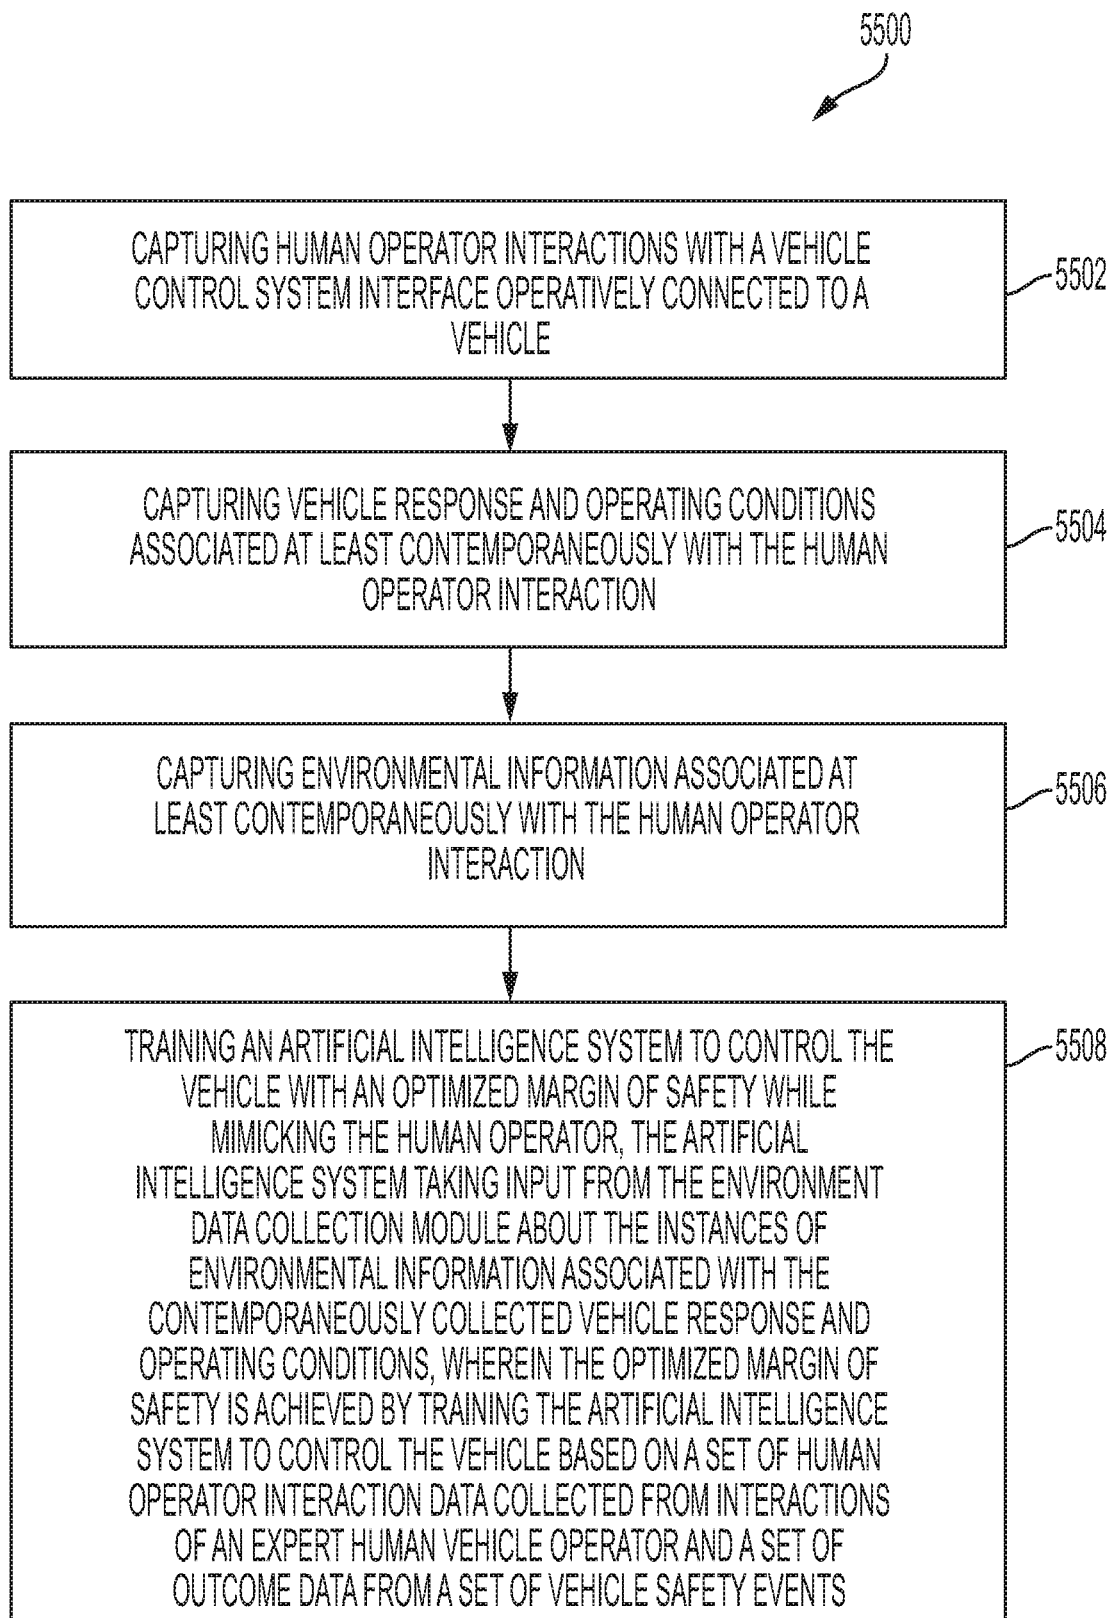 5500
CAPTURING HUMAN OPERATOR INTERACTIONS WITH A VEHICLE
CONTROL SYSTEM INTERFACE OPERATIVELY CONNECTED TO A
VEHICLE
5502
CAPTURING VEHICLE RESPONSE AND OPERATING CONDITIONS
ASSOCIATED AT LEAST CONTEMPORANEOUSLY WITH THE HUMAN
OPERATOR INTERACTION
5504
CAPTURING ENVIRONMENTAL INFORMATION ASSOCIATED AT
LEAST CONTEMPORANEOUSLY WITH THE HUMAN OPERATOR
INTERACTION
5506
TRAINING AN ARTIFICIAL INTELLIGENCE SYSTEM TO CONTROL THE
VEHICLE WITH AN OPTIMIZED MARGIN OF SAFETY WHILE
MIMICKING THE HUMAN OPERATOR, THE ARTIFICIAL
INTELLIGENCE SYSTEM TAKING INPUT FROM THE ENVIRONMENT
DATA COLLECTION MODULE ABOUT THE INSTANCES OF
ENVIRONMENTAL INFORMATION ASSOCIATED WITH THE
CONTEMPORANEOUSLY COLLECTED VEHICLE RESPONSE AND
OPERATING CONDITIONS, WHEREIN THE OPTIMIZED MARGIN OF
SAFETY IS ACHIEVED BY TRAINING THE ARTIFICIAL INTELLIGENCE
SYSTEM TO CONTROL THE VEHICLE BASED ON A SET OF HUMAN
OPERATOR INTERACTION DATA COLLECTED FROM INTERACTIONS
OF AN EXPERT HUMAN VEHICLE OPERATOR AND A SET OF
OUTCOME DATA FROM A SET OF VEHICLE SAFETY EVENTS
5508